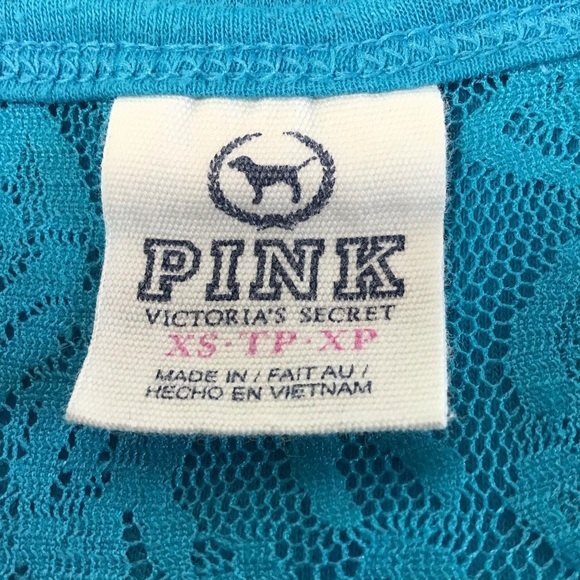 PINK
VICTORIA'S SECRET
XS·TP·XP
MADE IN / FAIT AU /
HECHO EN VIETNAM